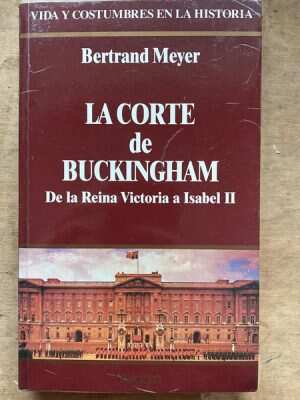 VIDA Y COSTUMBRES EN LA HISTORIA
Bertrand Meyer
LA CORTE
de
BUCKINGHAM
De la Reina Victoria a Isabel II